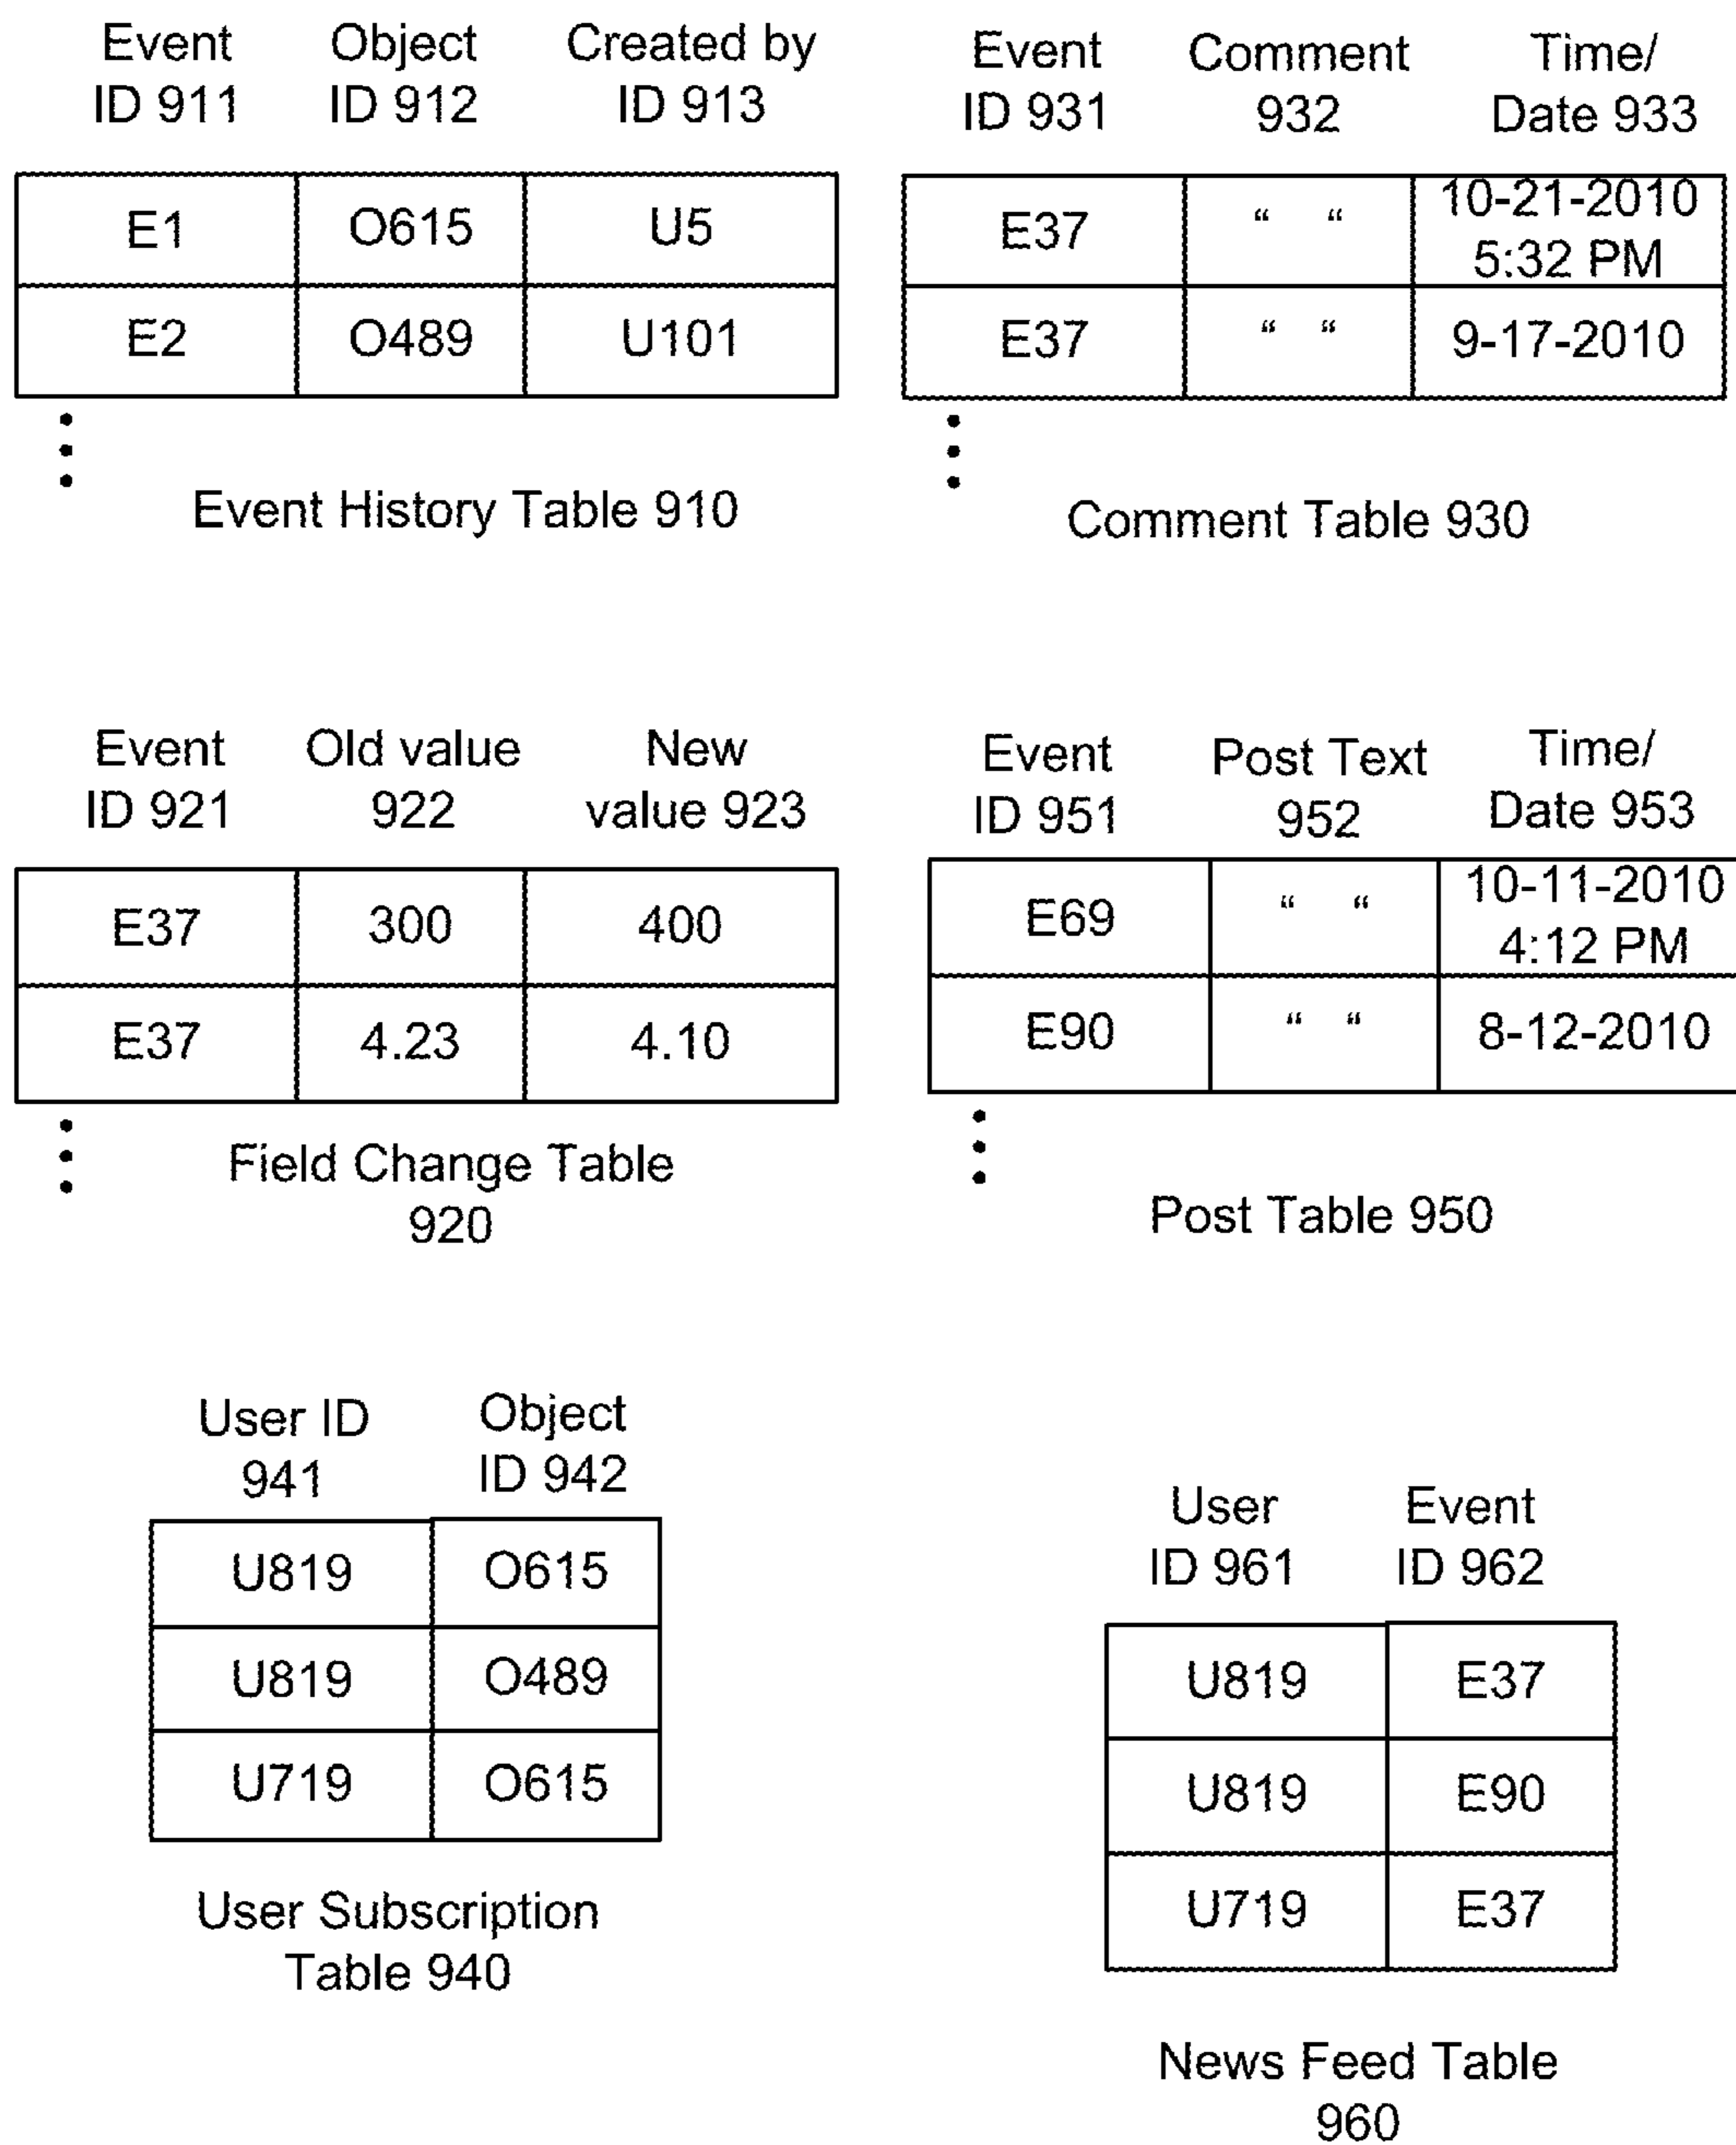 Event Object Created by
ID 911 ID 912 ID 913
E1 O615 U5
E2 O489 U101
Event History Table 910
Event Comment Time/
ID 931 932 Date 933
E37 “ “ 10-21-2010
5:32 PM
E37 “ “ 9-17-2010
Comment Table 930
Event Old value New
ID 921 922 value 923
E37 300 400
E37 4.23 4.10
Field Change Table
920
Event Post Text Time/
ID 951 952 Date 953
E69 “ “ 10-11-2010
4:12 PM
E90 “ “ 8-12-2010
Post Table 950
User ID Object
941 ID 942
U819 O615
U819 O489
U719 O615
User Subscription
Table 940
User Event
ID 961 ID 962
U819 E37
U819 E90
U719 E37
News Feed Table
960